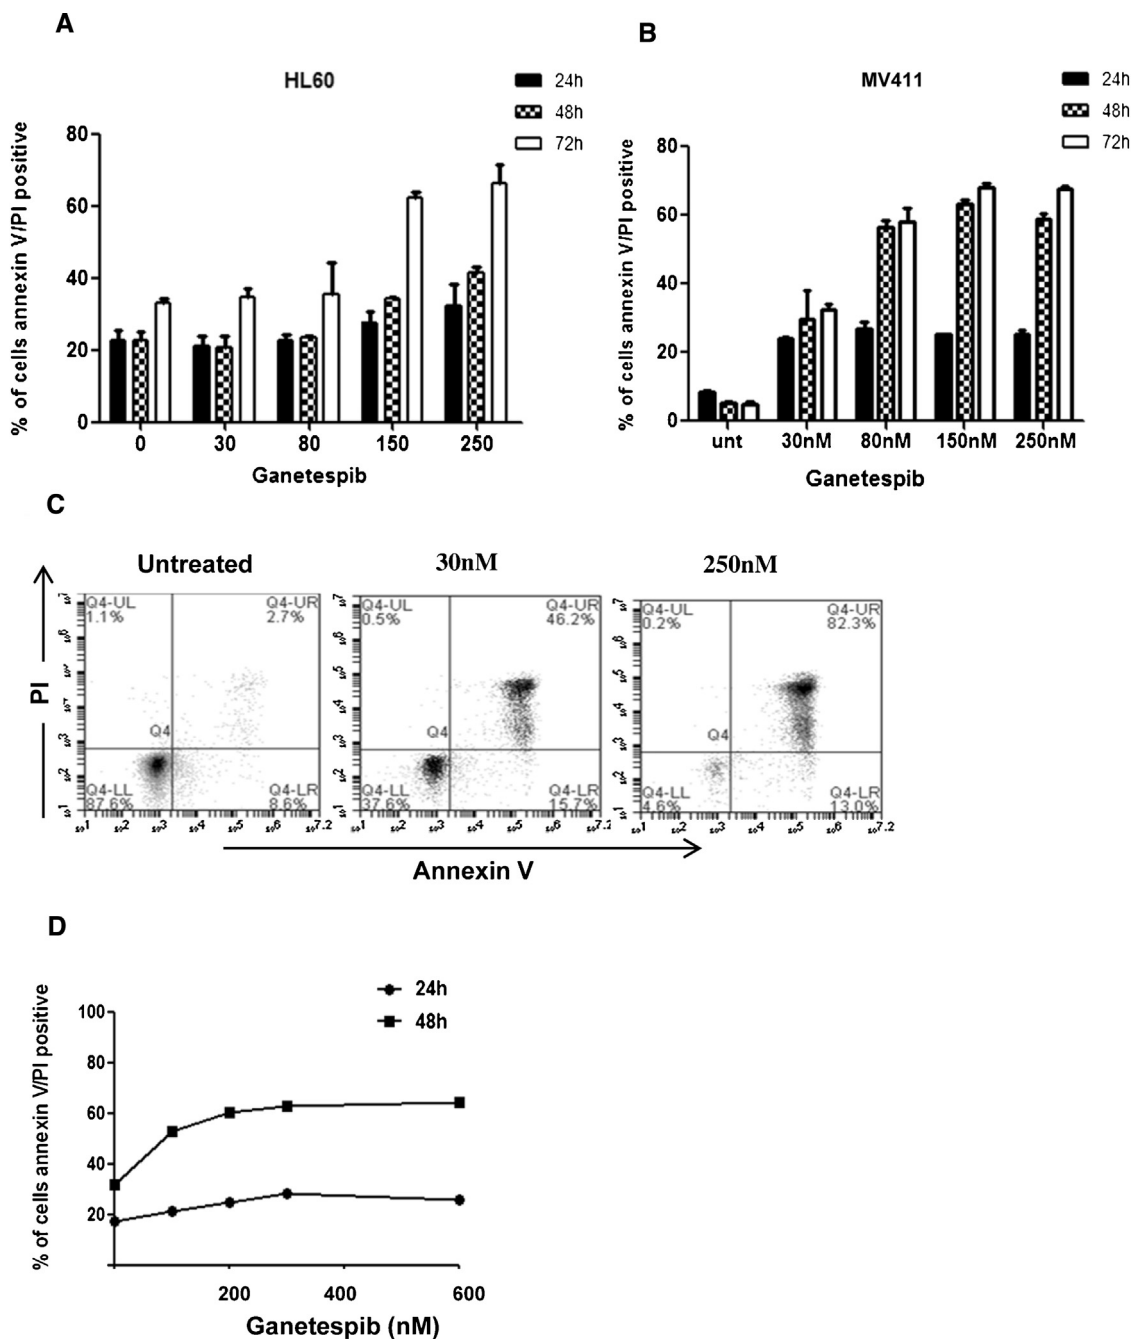 A
HL60
24h
48h
72h
% of cells annexin V/PI positive
80
60
40
20
0
0 30 80 150 250
Ganetespib
B
MV411
24h
48h
72h
% of cells annexin V/PI positive
80
60
40
20
0
unt 30nM 80nM 150nM 250nM
Ganetespib
C
Untreated 30nM 250nM
PI
Q4-UL Q4-UR
1.1% 2.7%
Q4
Q4-LL Q4-LR
87.6% 8.6%
Q4-UL Q4-UR
0.5% 46.2%
Q4
Q4-LL Q4-LR
37.6% 15.7%
Q4-UL Q4-UR
0.2% 82.3%
Q4
Q4-LL Q4-LR
4.6% 13.0%
Annexin V
D
24h
48h
% of cells annexin V/PI positive
100
80
60
40
20
200 400 600
Ganetespib (nM)